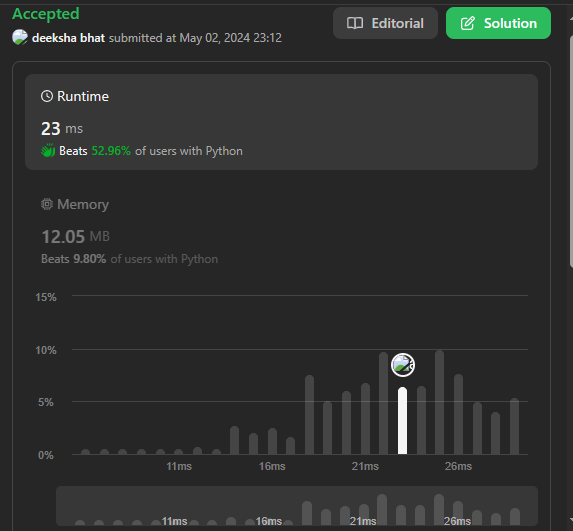 Accepted
Editorial
Solution
deeksha bhat submitted at May 02, 2024 23:12
Runtime
23 ms
Beats 52.96% of users with Python
Memory
12.05 MB
Beats 9.80% of users with Python
15%
10%
5%
0%
11ms 16ms 21ms 26ms
11ms 16ms 21ms 26ms